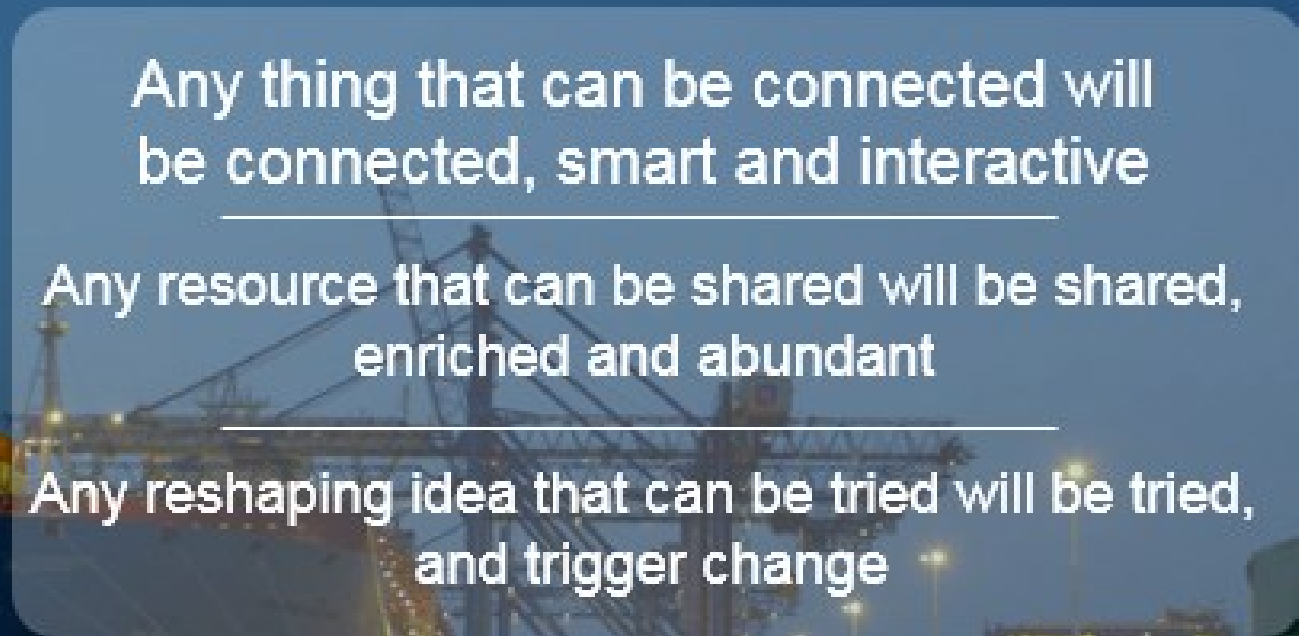 Any thing that can be connected will
be connected, smart and interactive
Any resource that can be shared will be shared,
enriched and abundant
Any reshaping idea that can be tried will be tried,
and trigger change